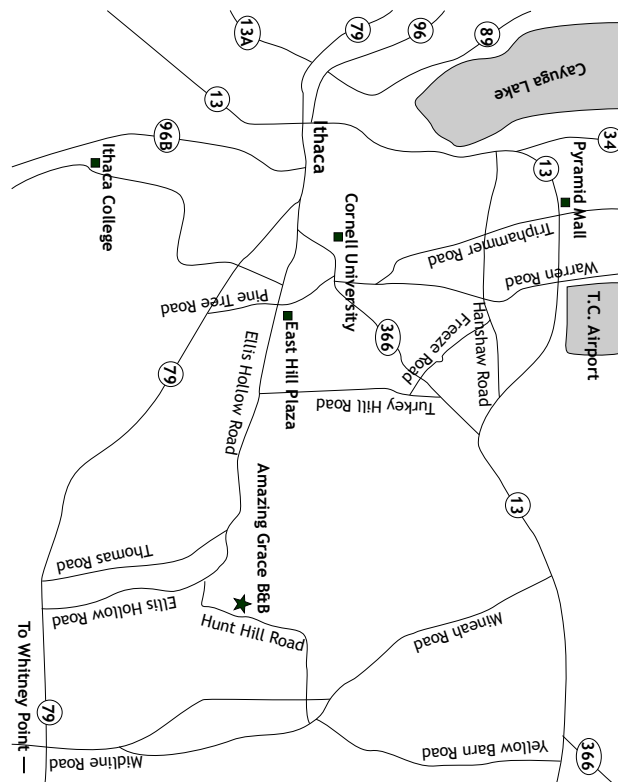 13A
79
96
89
Cayuga Lake
13
96B
Ithaca
34
13
Ithaca College
Pyramid Mall
Cornell University
Triphammer Road
Warren Road
T.C. Airport
Pine Tree Road
East Hill Plaza
366
Freeze Road
Hanshaw Road
79
Ellis Hollow Road
Turkey Hill Road
Amazing Grace B&B
13
Thomas Road
Ellis Hollow Road
Hunt Hill Road
Mineah Road
To Whitney Point —
79
Midline Road
Yellow Barn Road
366